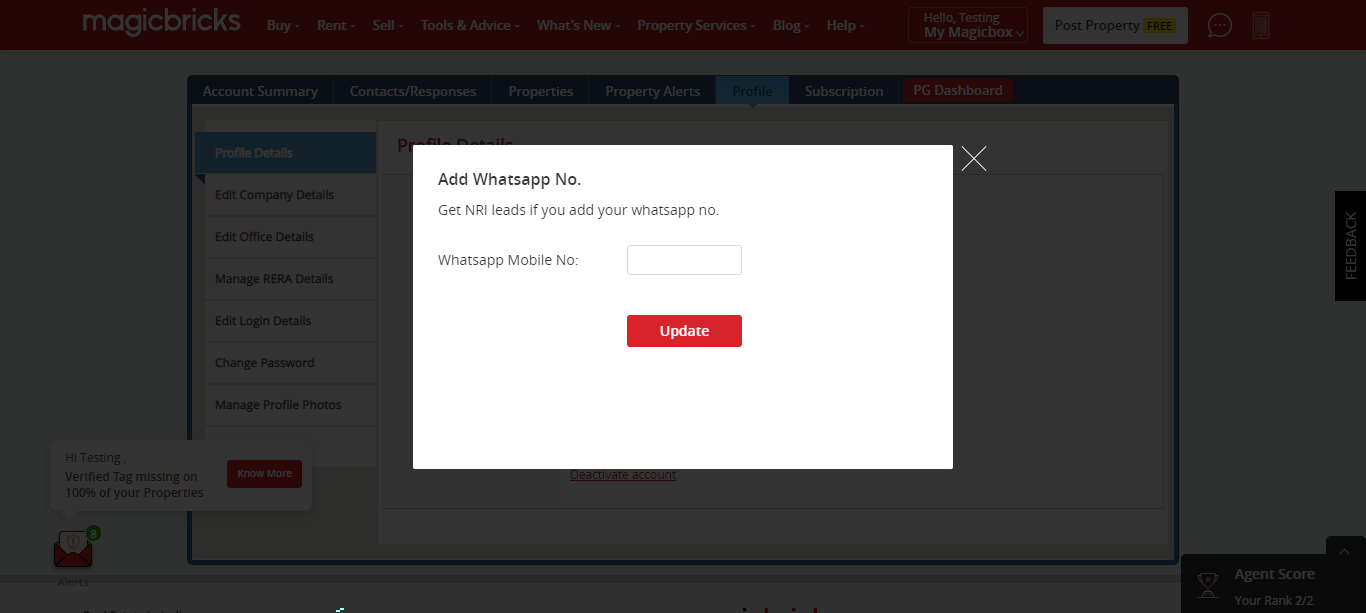 magicbricks
Buy Rent Sell Tools & Advice What's New Property Services Blog Help
Hello, Testing
My Magicbox
Post Property FREE
Account Summary Contacts/Responses Properties Property Alerts Profile Subscription PG Dashboard
Profile Details
Edit Company Details
Edit Office Details
Manage RERA Details
Edit Login Details
Change Password
Manage Profile Photos
Profile Details
Add Whatsapp No.
Get NRI leads if you add your whatsapp no.
Whatsapp Mobile No:
Update
Deactivate account
FEEDBACK
Hi Testing ,
Verified Tag missing on
100% of your Properties
Know More
8
Alerts
Agent Score
Your Rank 2/2